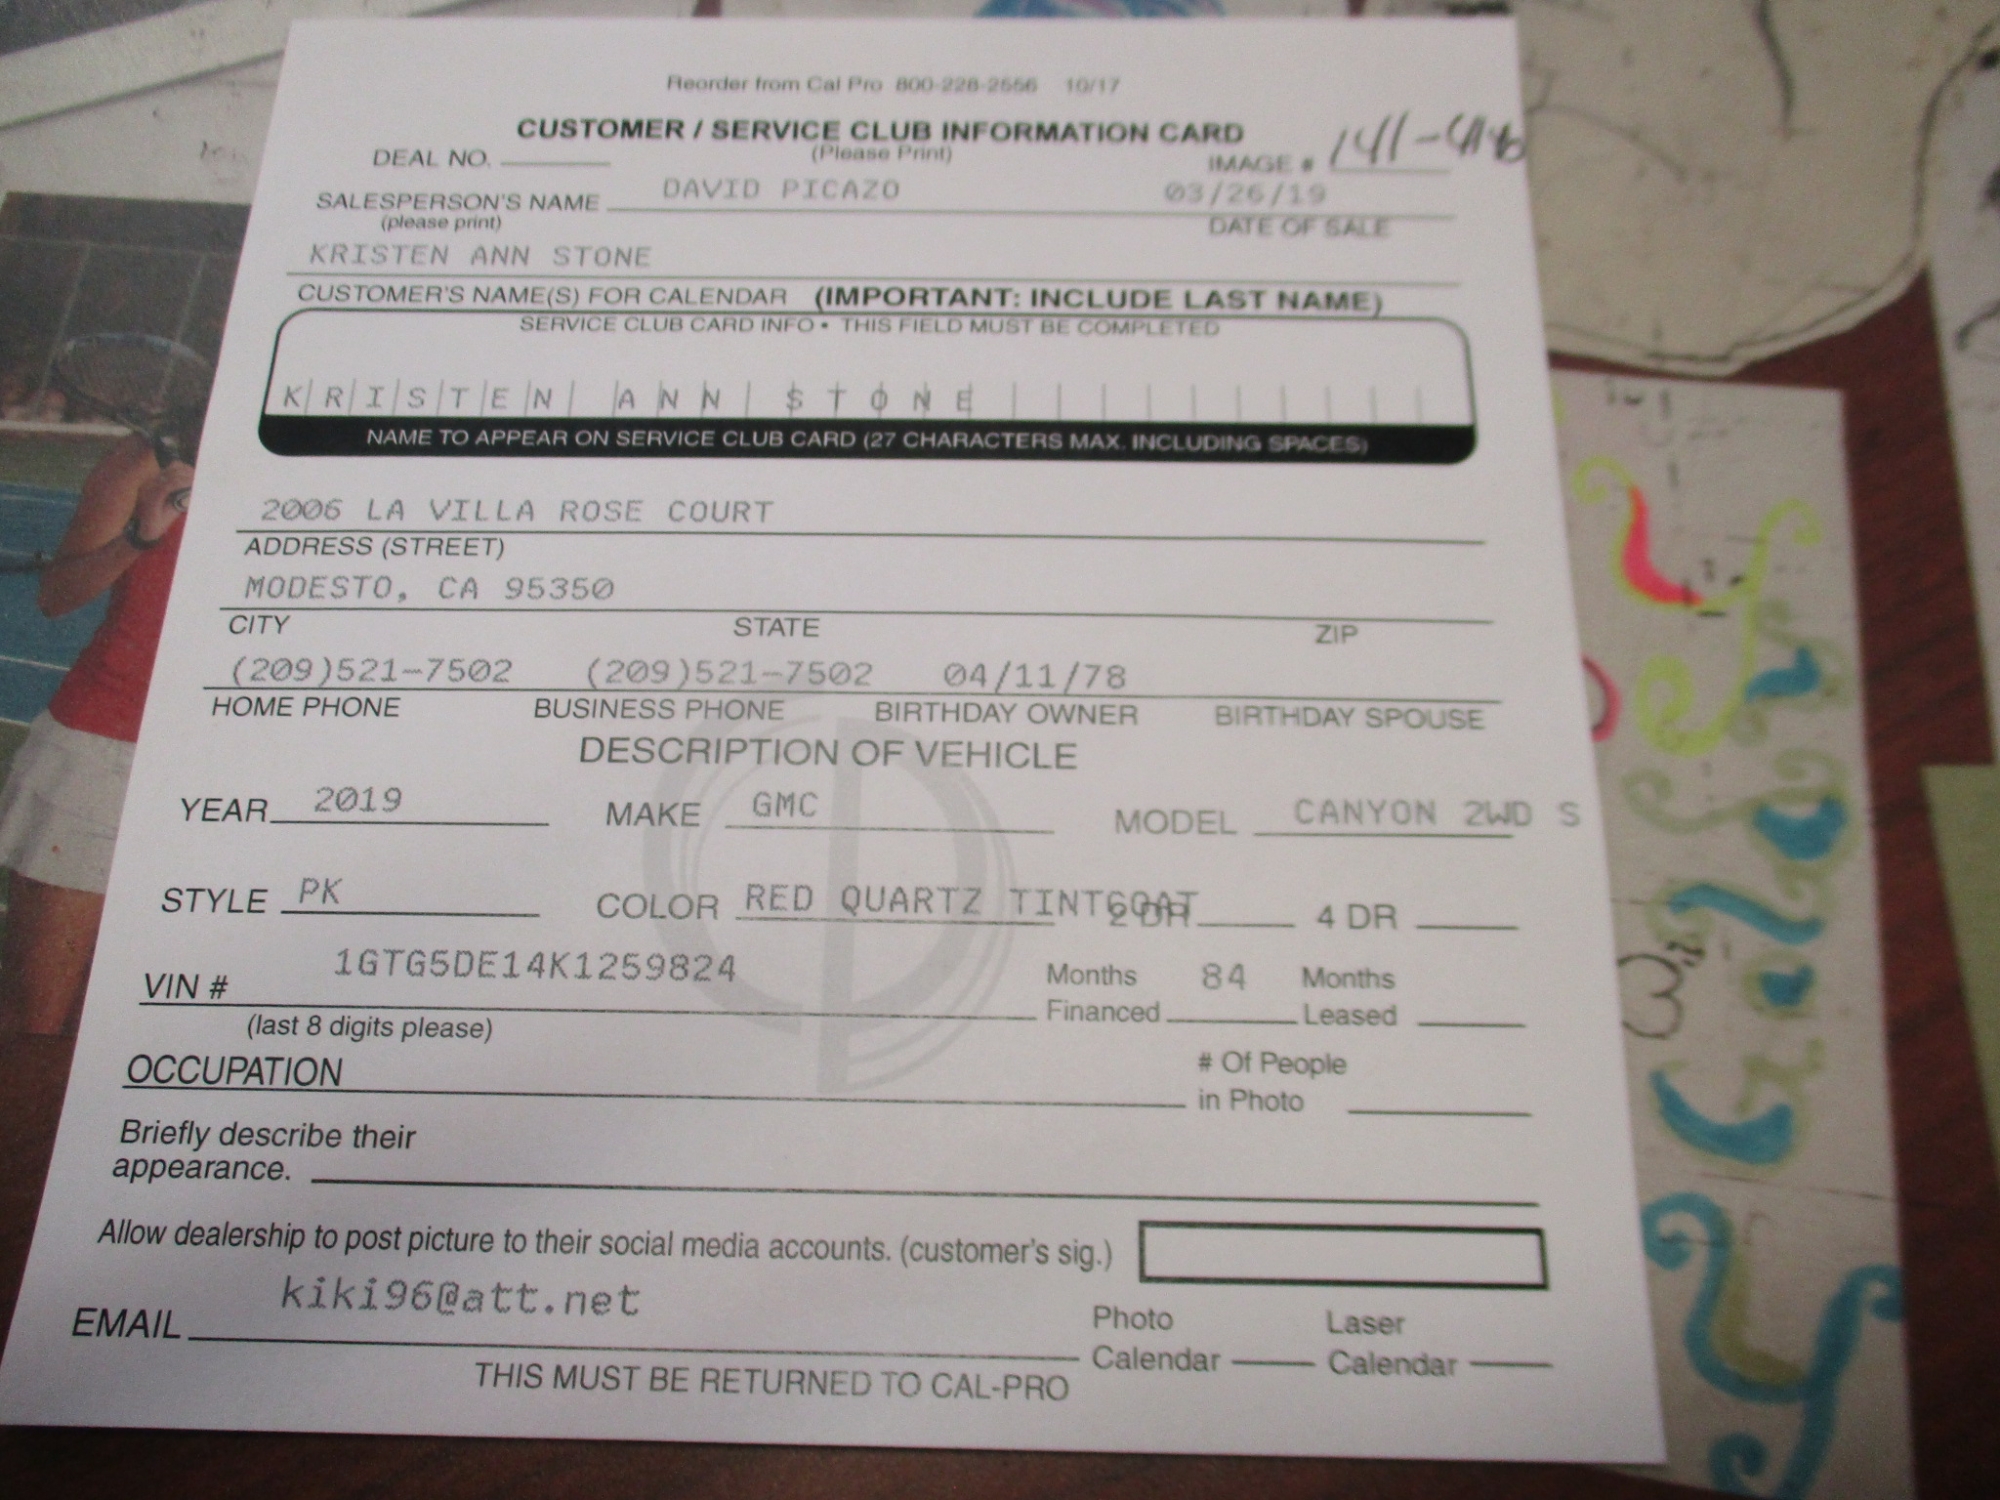 Reorder from Cal Pro 800-228-2556 10/17
CUSTOMER / SERVICE CLUB INFORMATION CARD
(Please Print)
DEAL NO. IMAGE #
SALESPERSON'S NAME DAVID PICAZO 03/26/19
(please print) DATE OF SALE
KRISTEN ANN STONE
CUSTOMER'S NAME(S) FOR CALENDAR (IMPORTANT: INCLUDE LAST NAME)
SERVICE CLUB CARD INFO • THIS FIELD MUST BE COMPLETED
KRISTEN ANN STONE
NAME TO APPEAR ON SERVICE CLUB CARD (27 CHARACTERS MAX. INCLUDING SPACES)
2006 LA VILLA ROSE COURT
ADDRESS (STREET)
MODESTO, CA 95350
CITY STATE ZIP
(209)521-7502 (209)521-7502 04/11/78
HOME PHONE BUSINESS PHONE BIRTHDAY OWNER BIRTHDAY SPOUSE
DESCRIPTION OF VEHICLE
YEAR 2019 MAKE GMC MODEL CANYON 2WD S
STYLE PK COLOR RED QUARTZ TINTCOAT 2 DR 4 DR
1GTG5DE14K1259824 Months 84 Months
VIN # Financed Leased
(last 8 digits please)
OCCUPATION # Of People
in Photo
Briefly describe their
appearance.
Allow dealership to post picture to their social media accounts. (customer's sig.)
kiki96@att.net Photo Laser
EMAIL Calendar Calendar
THIS MUST BE RETURNED TO CAL-PRO